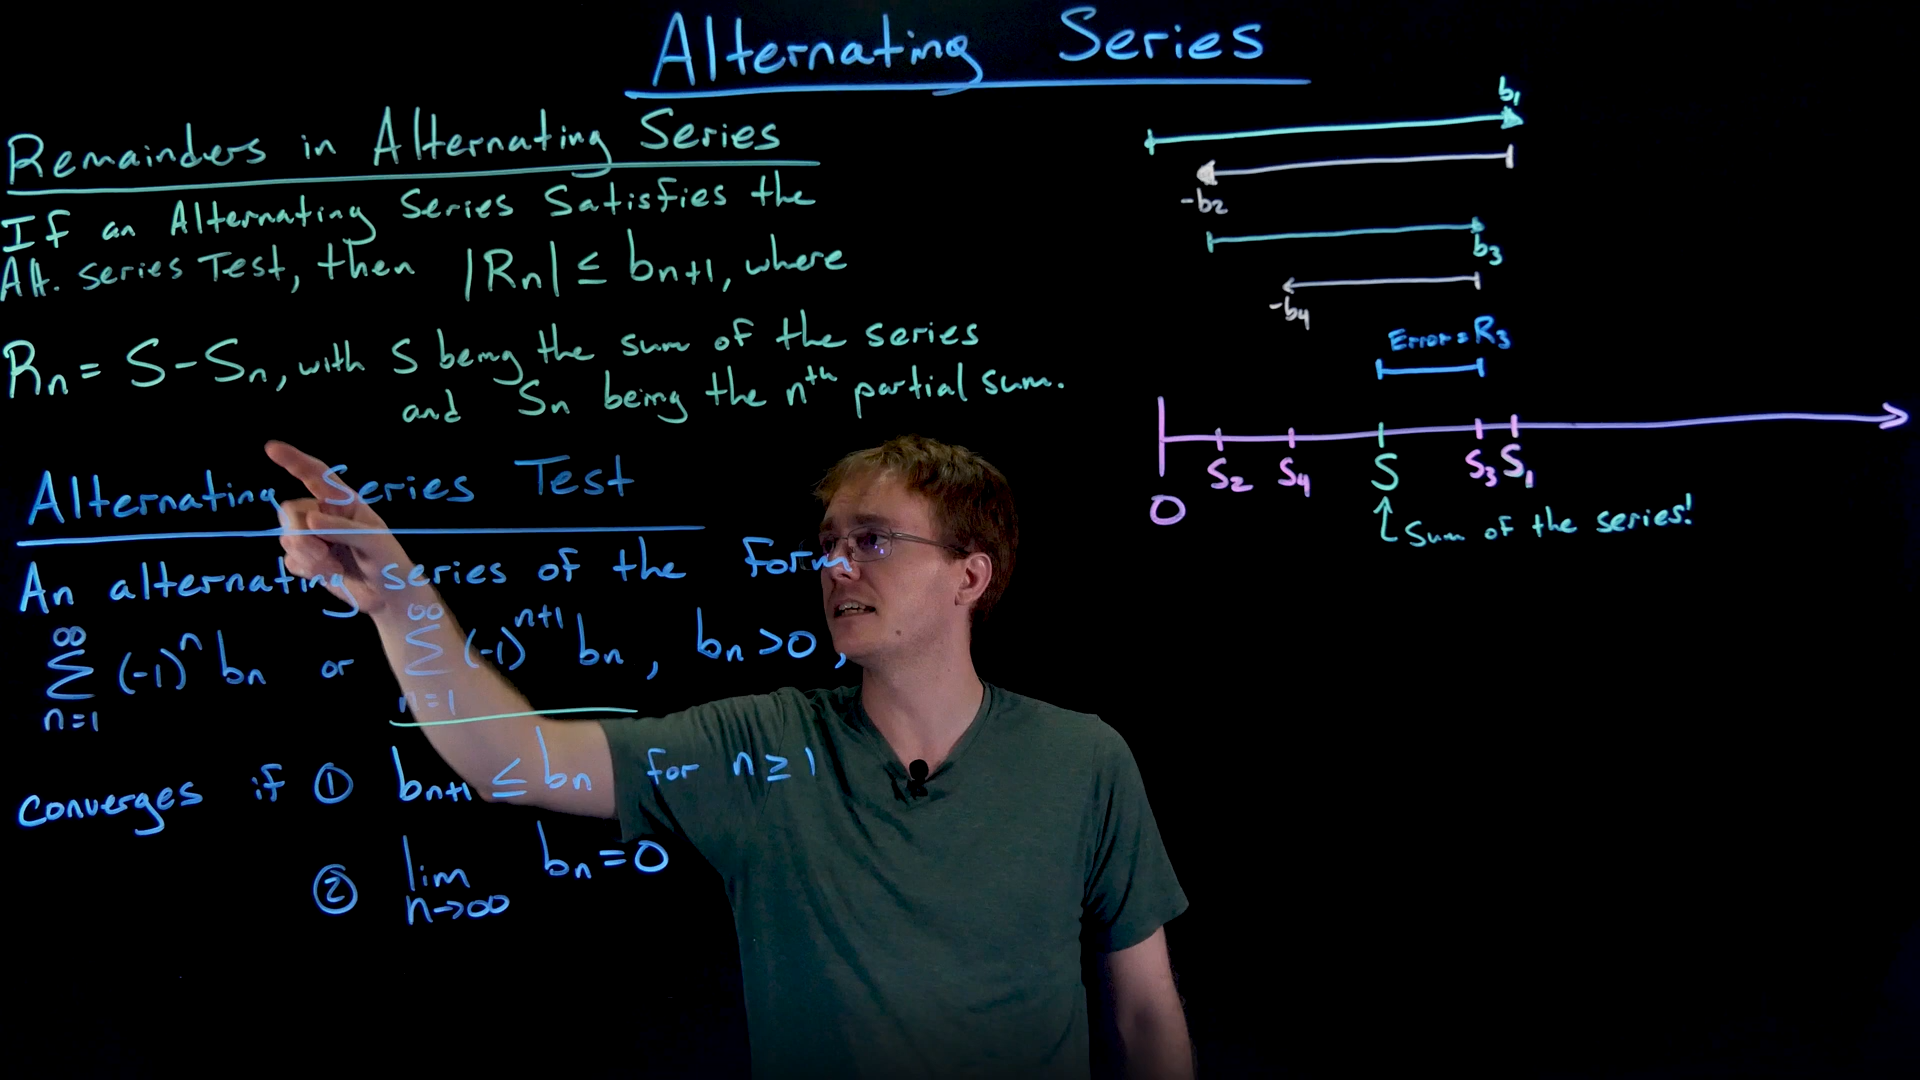 Alternating Series
Remainders in Alternating Series
If an Alternating Series Satisfies the
Alt. series Test, then |Rn| ≤ bn+1, where
Rn = S - Sn, with S being the sum of the series
and Sn being the nth partial sum.
Alternating Series Test
An alternating series of the form
∞ Σ n=1 (-1)^n bn or ∞ Σ n=1 (-1)^n+1 bn, bn > 0,
Converges if ① bn+1 ≤ bn for n ≥ 1
② lim n→∞ bn = 0
b1
-b2
b3
-b4
Error = R3
0 S2 S4 S S3 S1
Sum of the series!